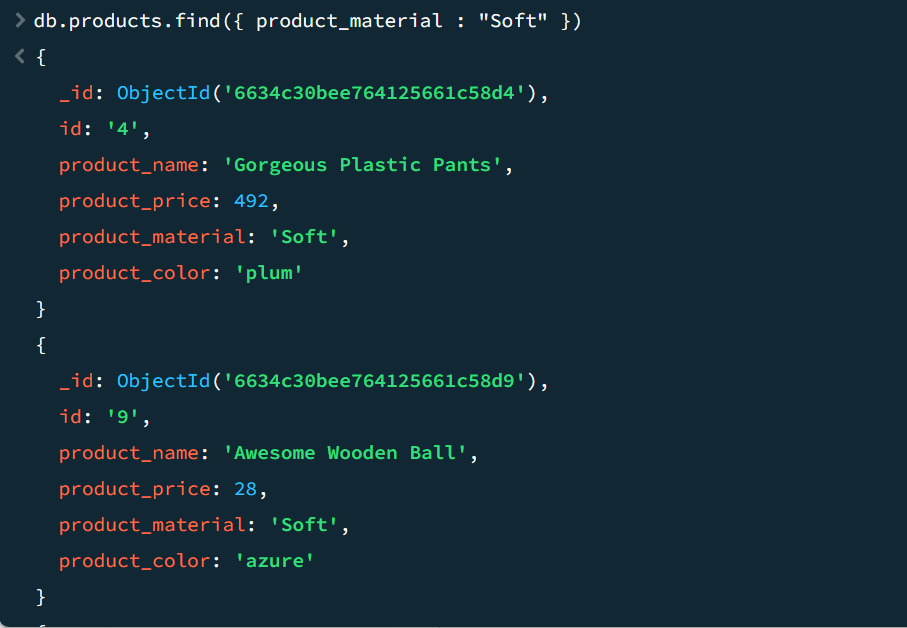 > db.products.find({ product_material : "Soft" })
< {
_id: ObjectId('6634c30bee764125661c58d4'),
id: '4',
product_name: 'Gorgeous Plastic Pants',
product_price: 492,
product_material: 'Soft',
product_color: 'plum'
}
{
_id: ObjectId('6634c30bee764125661c58d9'),
id: '9',
product_name: 'Awesome Wooden Ball',
product_price: 28,
product_material: 'Soft',
product_color: 'azure'
}
{